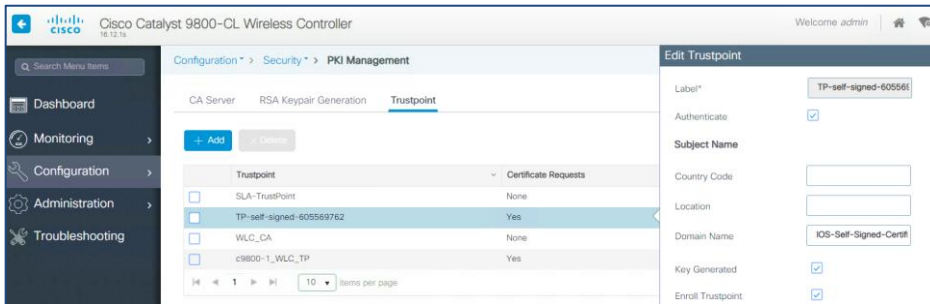 cisco
Cisco Catalyst 9800-CL Wireless Controller
16.12.1s
Welcome admin
Search Menu Items
Dashboard
Monitoring
Configuration
Administration
Troubleshooting
Configuration > Security > PKI Management
CA Server RSA Keypair Generation Trustpoint
+ Add × Delete
Trustpoint Certificate Requests
SLA-TrustPoint None
TP-self-signed-605569762 Yes
WLC_CA None
c9800-1_WLC_TP Yes
1 10 items per page
Edit Trustpoint
Label* TP-self-signed-60556
Authenticate
Subject Name
Country Code
Location
Domain Name IOS-Self-Signed-Certifi
Key Generated
Enroll Trustpoint